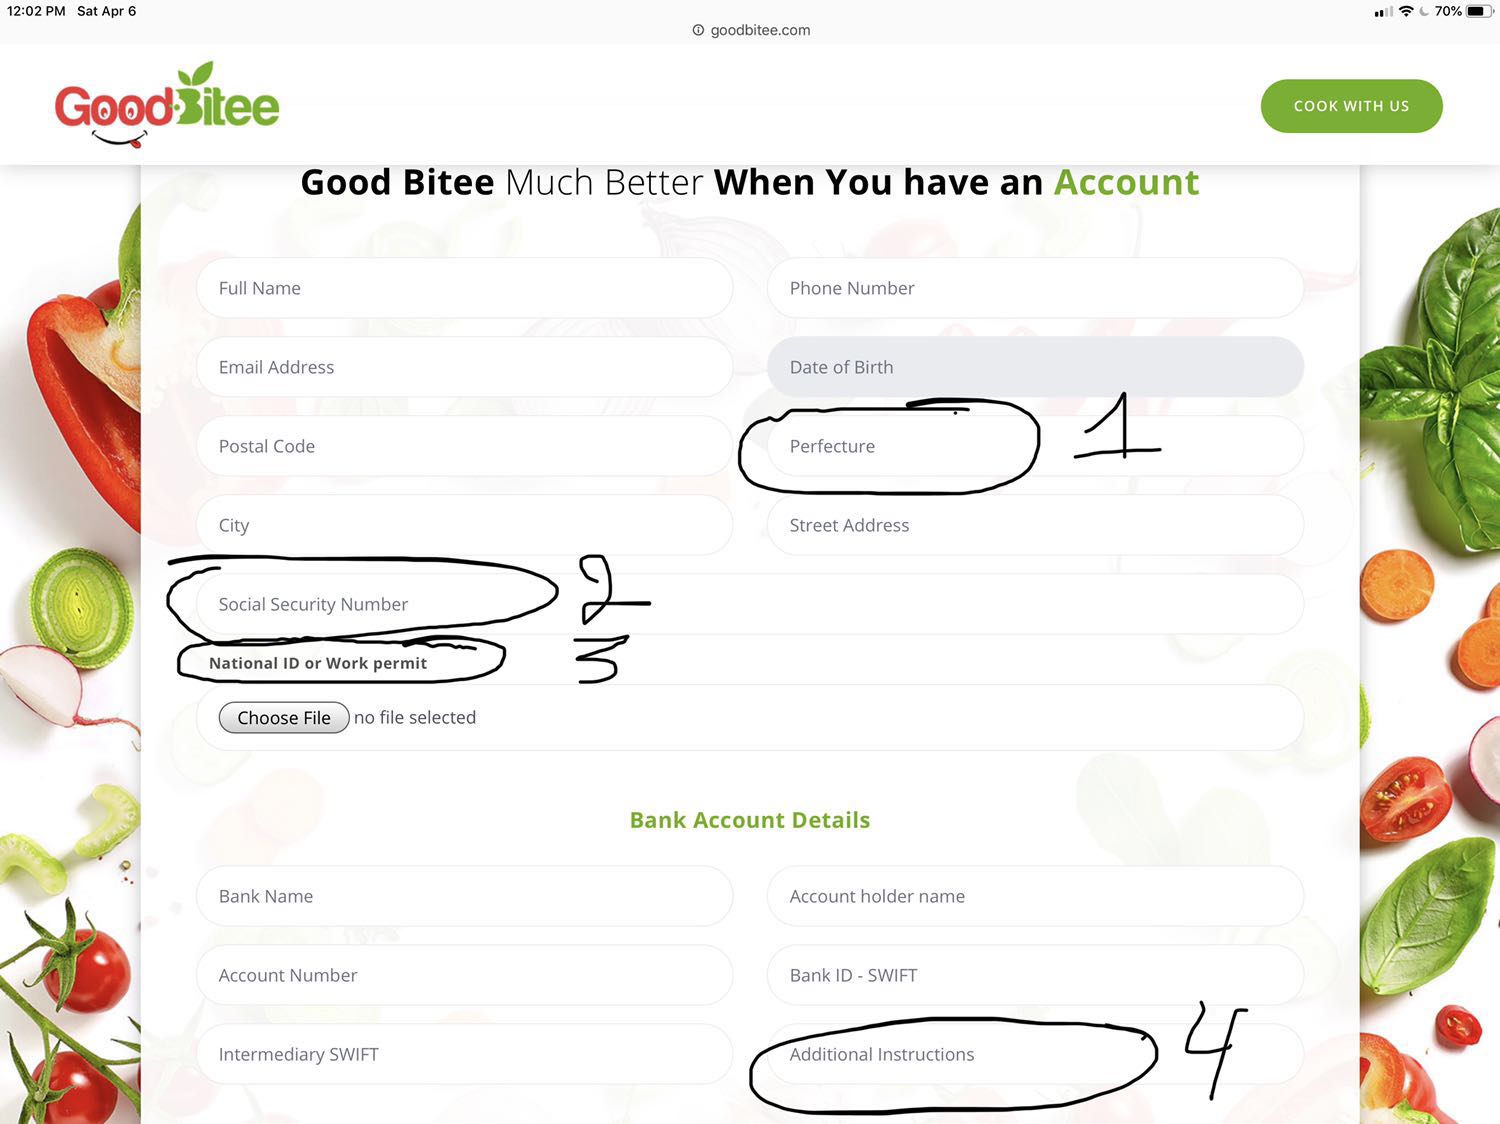 12:02 PM Sat Apr 6
70%
goodbitee.com
GoodBitee
COOK WITH US
Good Bitee Much Better When You have an Account
Full Name
Phone Number
Email Address
Date of Birth
Postal Code
Perfecture
1
City
Street Address
Social Security Number
2
National ID or Work permit
3
Choose File no file selected
Bank Account Details
Bank Name
Account holder name
Account Number
Bank ID - SWIFT
Intermediary SWIFT
Additional Instructions
4